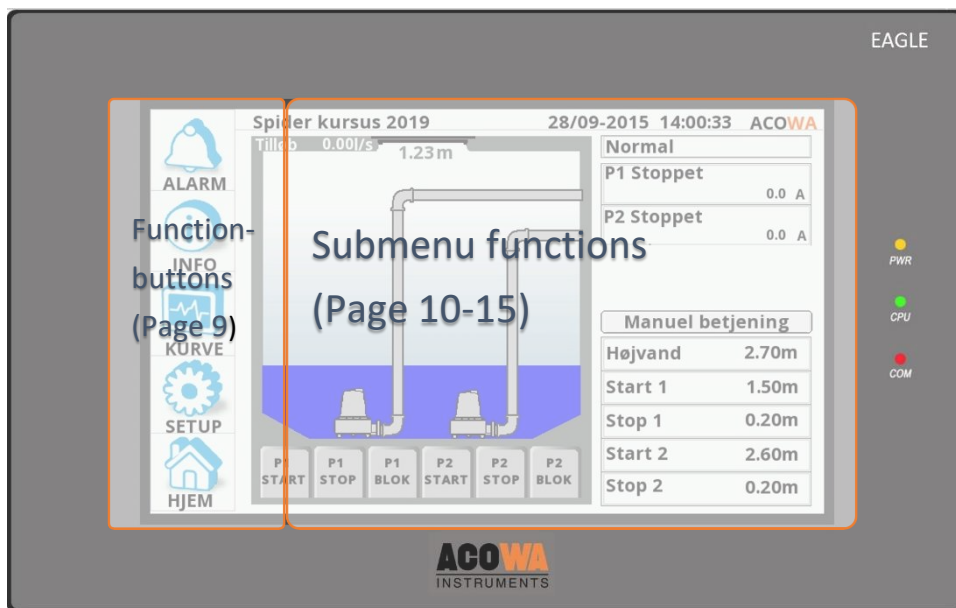 EAGLE
Spider kursus 2019 28/09-2015 14:00:33 ACOWA
Tilløb 0.00l/s 1.23m
Normal
P1 Stoppet
0.0 A
P2 Stoppet
0.0 A
ALARM
INFO
KURVE
SETUP
HJEM
Function-
buttons
(Page 9)
Submenu functions
(Page 10-15)
Manuel betjening
Højvand 2.70m
Start 1 1.50m
Stop 1 0.20m
Start 2 2.60m
Stop 2 0.20m
P1 START
P1 STOP
P1 BLOK
P2 START
P2 STOP
P2 BLOK
PWR
CPU
COM
ACOWA
INSTRUMENTS